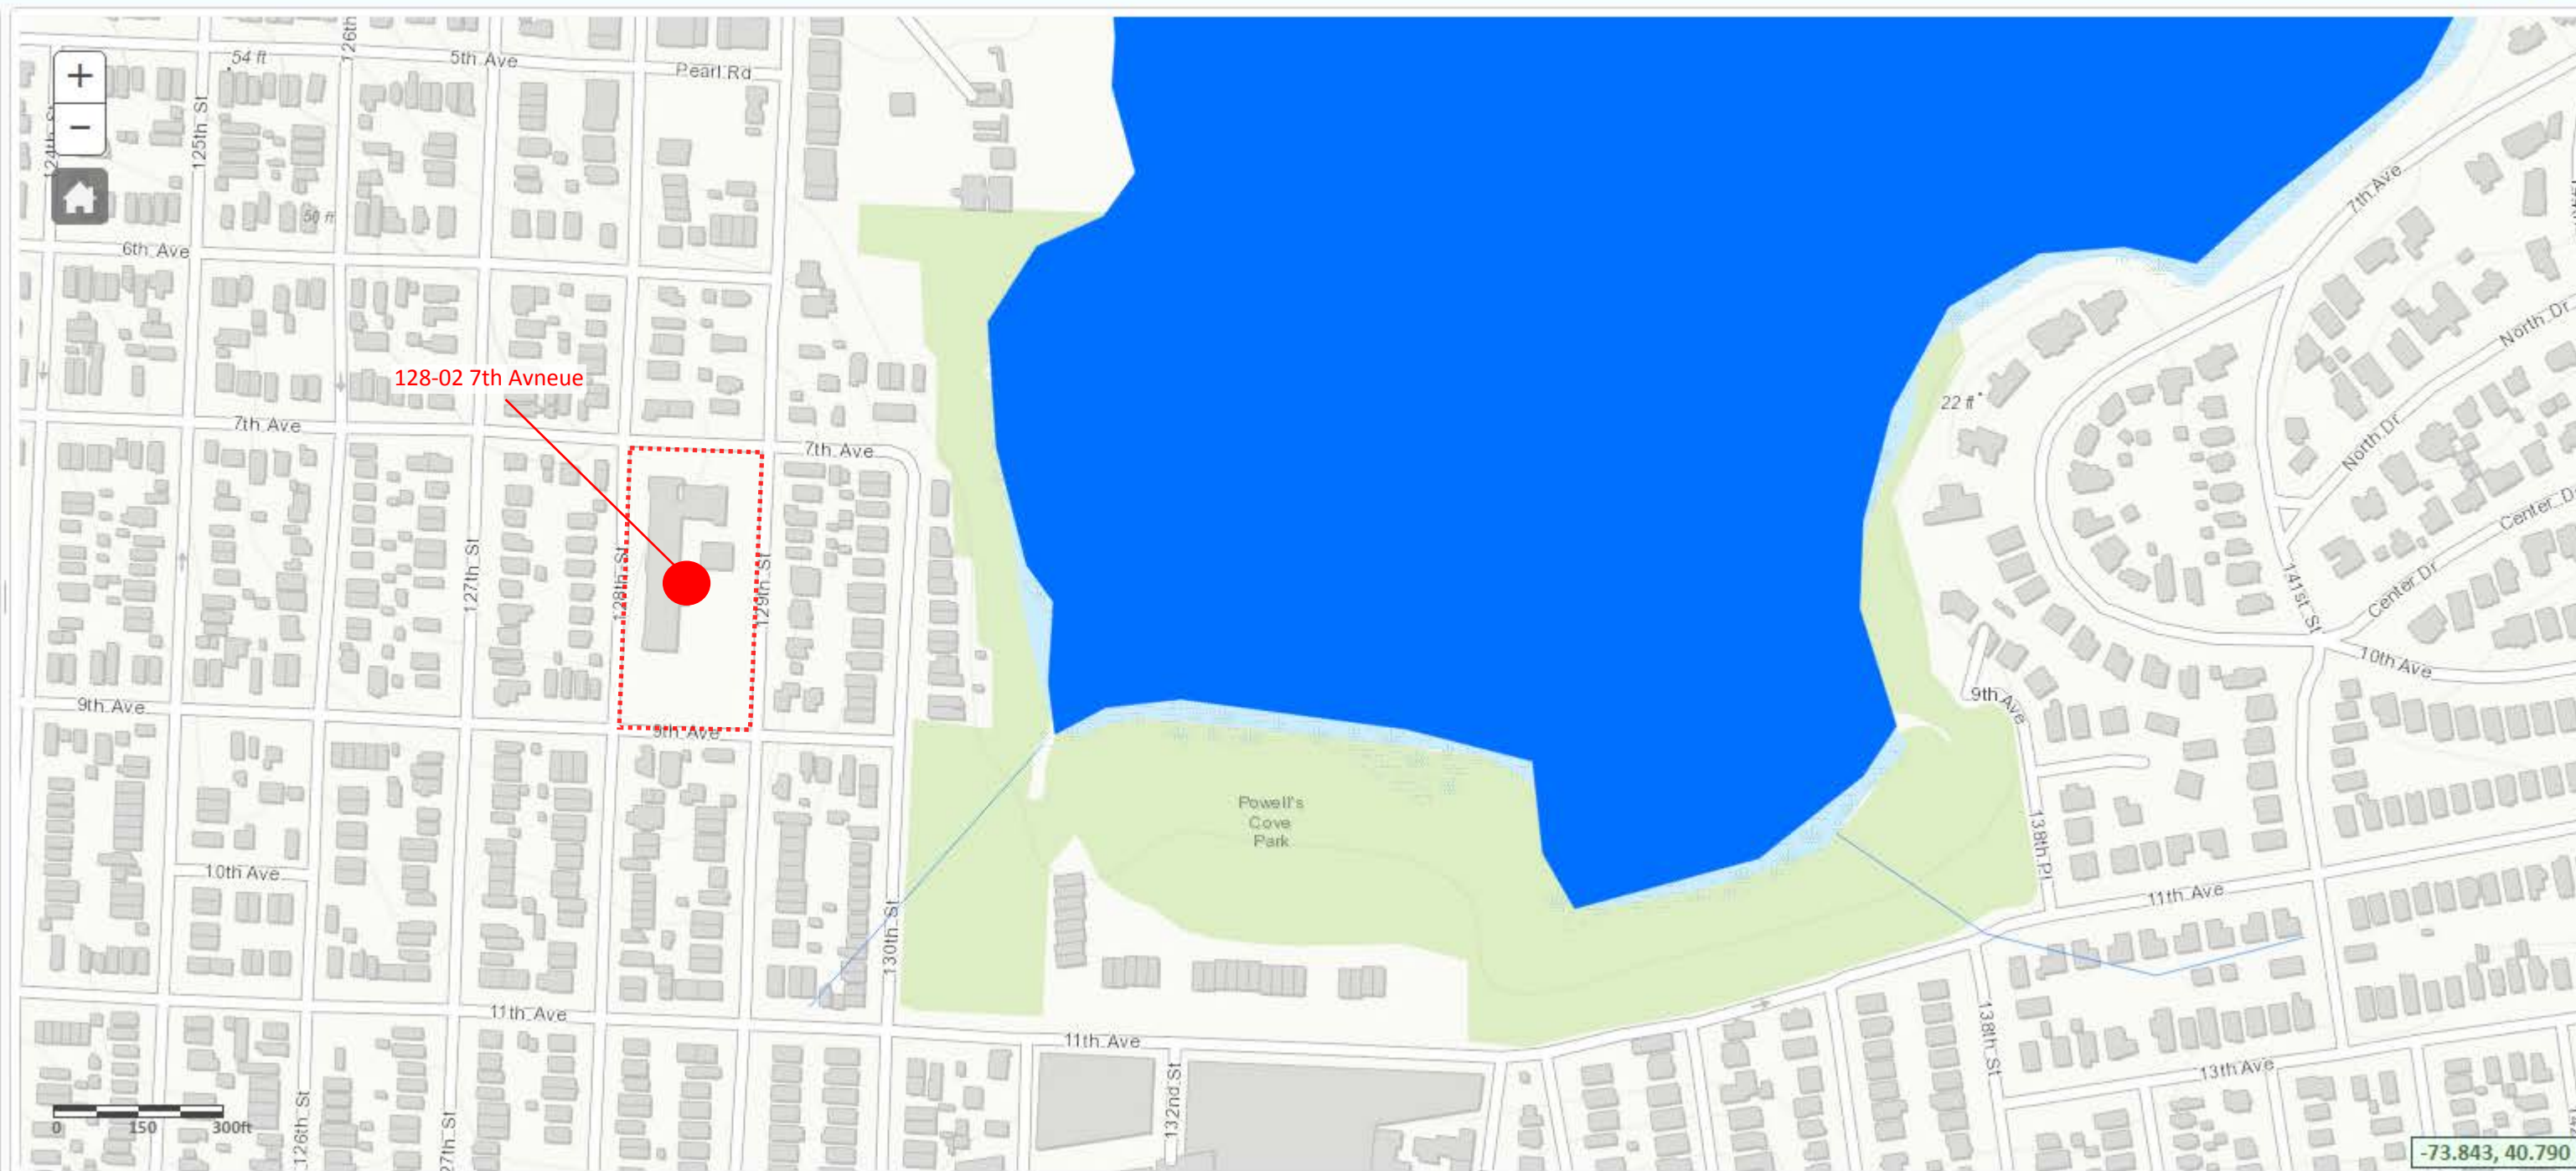 +
−
54 ft
126th
5th Ave
Pearl Rd
124th St
125th St
50 ft
6th Ave
7th Ave
North Dr
128-02 7th Avneue
22 ft
7th Ave
7th Ave
North Dr
Center D
127th St
128th St
129th St
141st St
Center Dr
10th Ave
9th Ave
9th Ave
9th Ave
Powell's
Cove
Park
138th Pl
10th Ave
11th Ave
130th St
11th Ave
11th Ave
138th St
13th Ave
132nd St
126th St
27th St
0 150 300ft
-73.843, 40.790